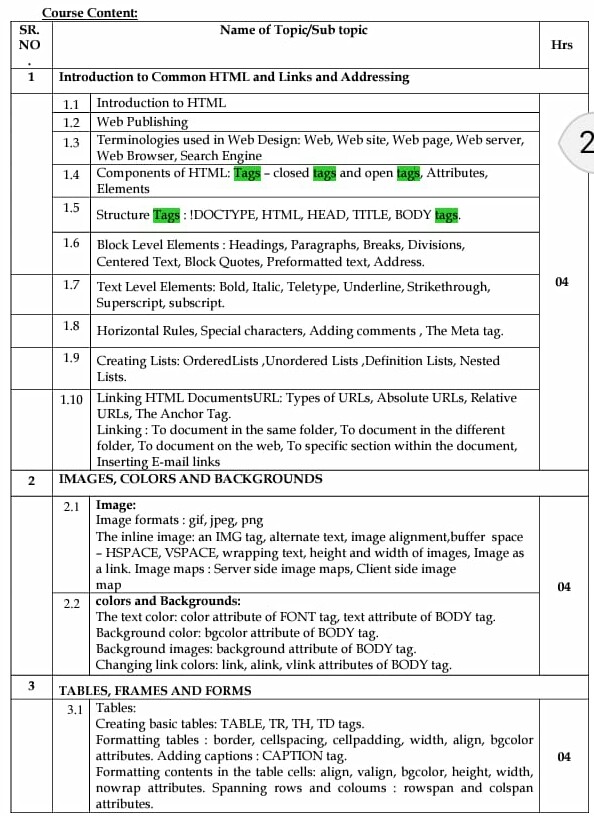 Course Content:
SR. NO . Name of Topic/Sub topic Hrs
1 Introduction to Common HTML and Links and Addressing
1.1 Introduction to HTML
1.2 Web Publishing
1.3 Terminologies used in Web Design: Web, Web site, Web page, Web server,
Web Browser, Search Engine
1.4 Components of HTML: Tags – closed tags and open tags, Attributes,
Elements
1.5 Structure Tags : !DOCTYPE, HTML, HEAD, TITLE, BODY tags.
1.6 Block Level Elements : Headings, Paragraphs, Breaks, Divisions,
Centered Text, Block Quotes, Preformatted text, Address.
1.7 Text Level Elements: Bold, Italic, Teletype, Underline, Strikethrough,
Superscript, subscript.
1.8 Horizontal Rules, Special characters, Adding comments , The Meta tag.
1.9 Creating Lists: OrderedLists ,Unordered Lists ,Definition Lists, Nested
Lists.
1.10 Linking HTML DocumentsURL: Types of URLs, Absolute URLs, Relative
URLs, The Anchor Tag.
Linking : To document in the same folder, To document in the different
folder, To document on the web, To specific section within the document,
Inserting E-mail links
04
2
2 IMAGES, COLORS AND BACKGROUNDS
2.1 Image:
Image formats : gif, jpeg, png
The inline image: an IMG tag, alternate text, image alignment,buffer space
– HSPACE, VSPACE, wrapping text, height and width of images, Image as
a link. Image maps : Server side image maps, Client side image
map
2.2 colors and Backgrounds:
The text color: color attribute of FONT tag, text attribute of BODY tag.
Background color: bgcolor attribute of BODY tag.
Background images: background attribute of BODY tag.
Changing link colors: link, alink, vlink attributes of BODY tag.
04
3 TABLES, FRAMES AND FORMS
3.1 Tables:
Creating basic tables: TABLE, TR, TH, TD tags.
Formatting tables : border, cellspacing, cellpadding, width, align, bgcolor
attributes. Adding captions : CAPTION tag.
Formatting contents in the table cells: align, valign, bgcolor, height, width,
nowrap attributes. Spanning rows and coloums : rowspan and colspan
attributes.
04